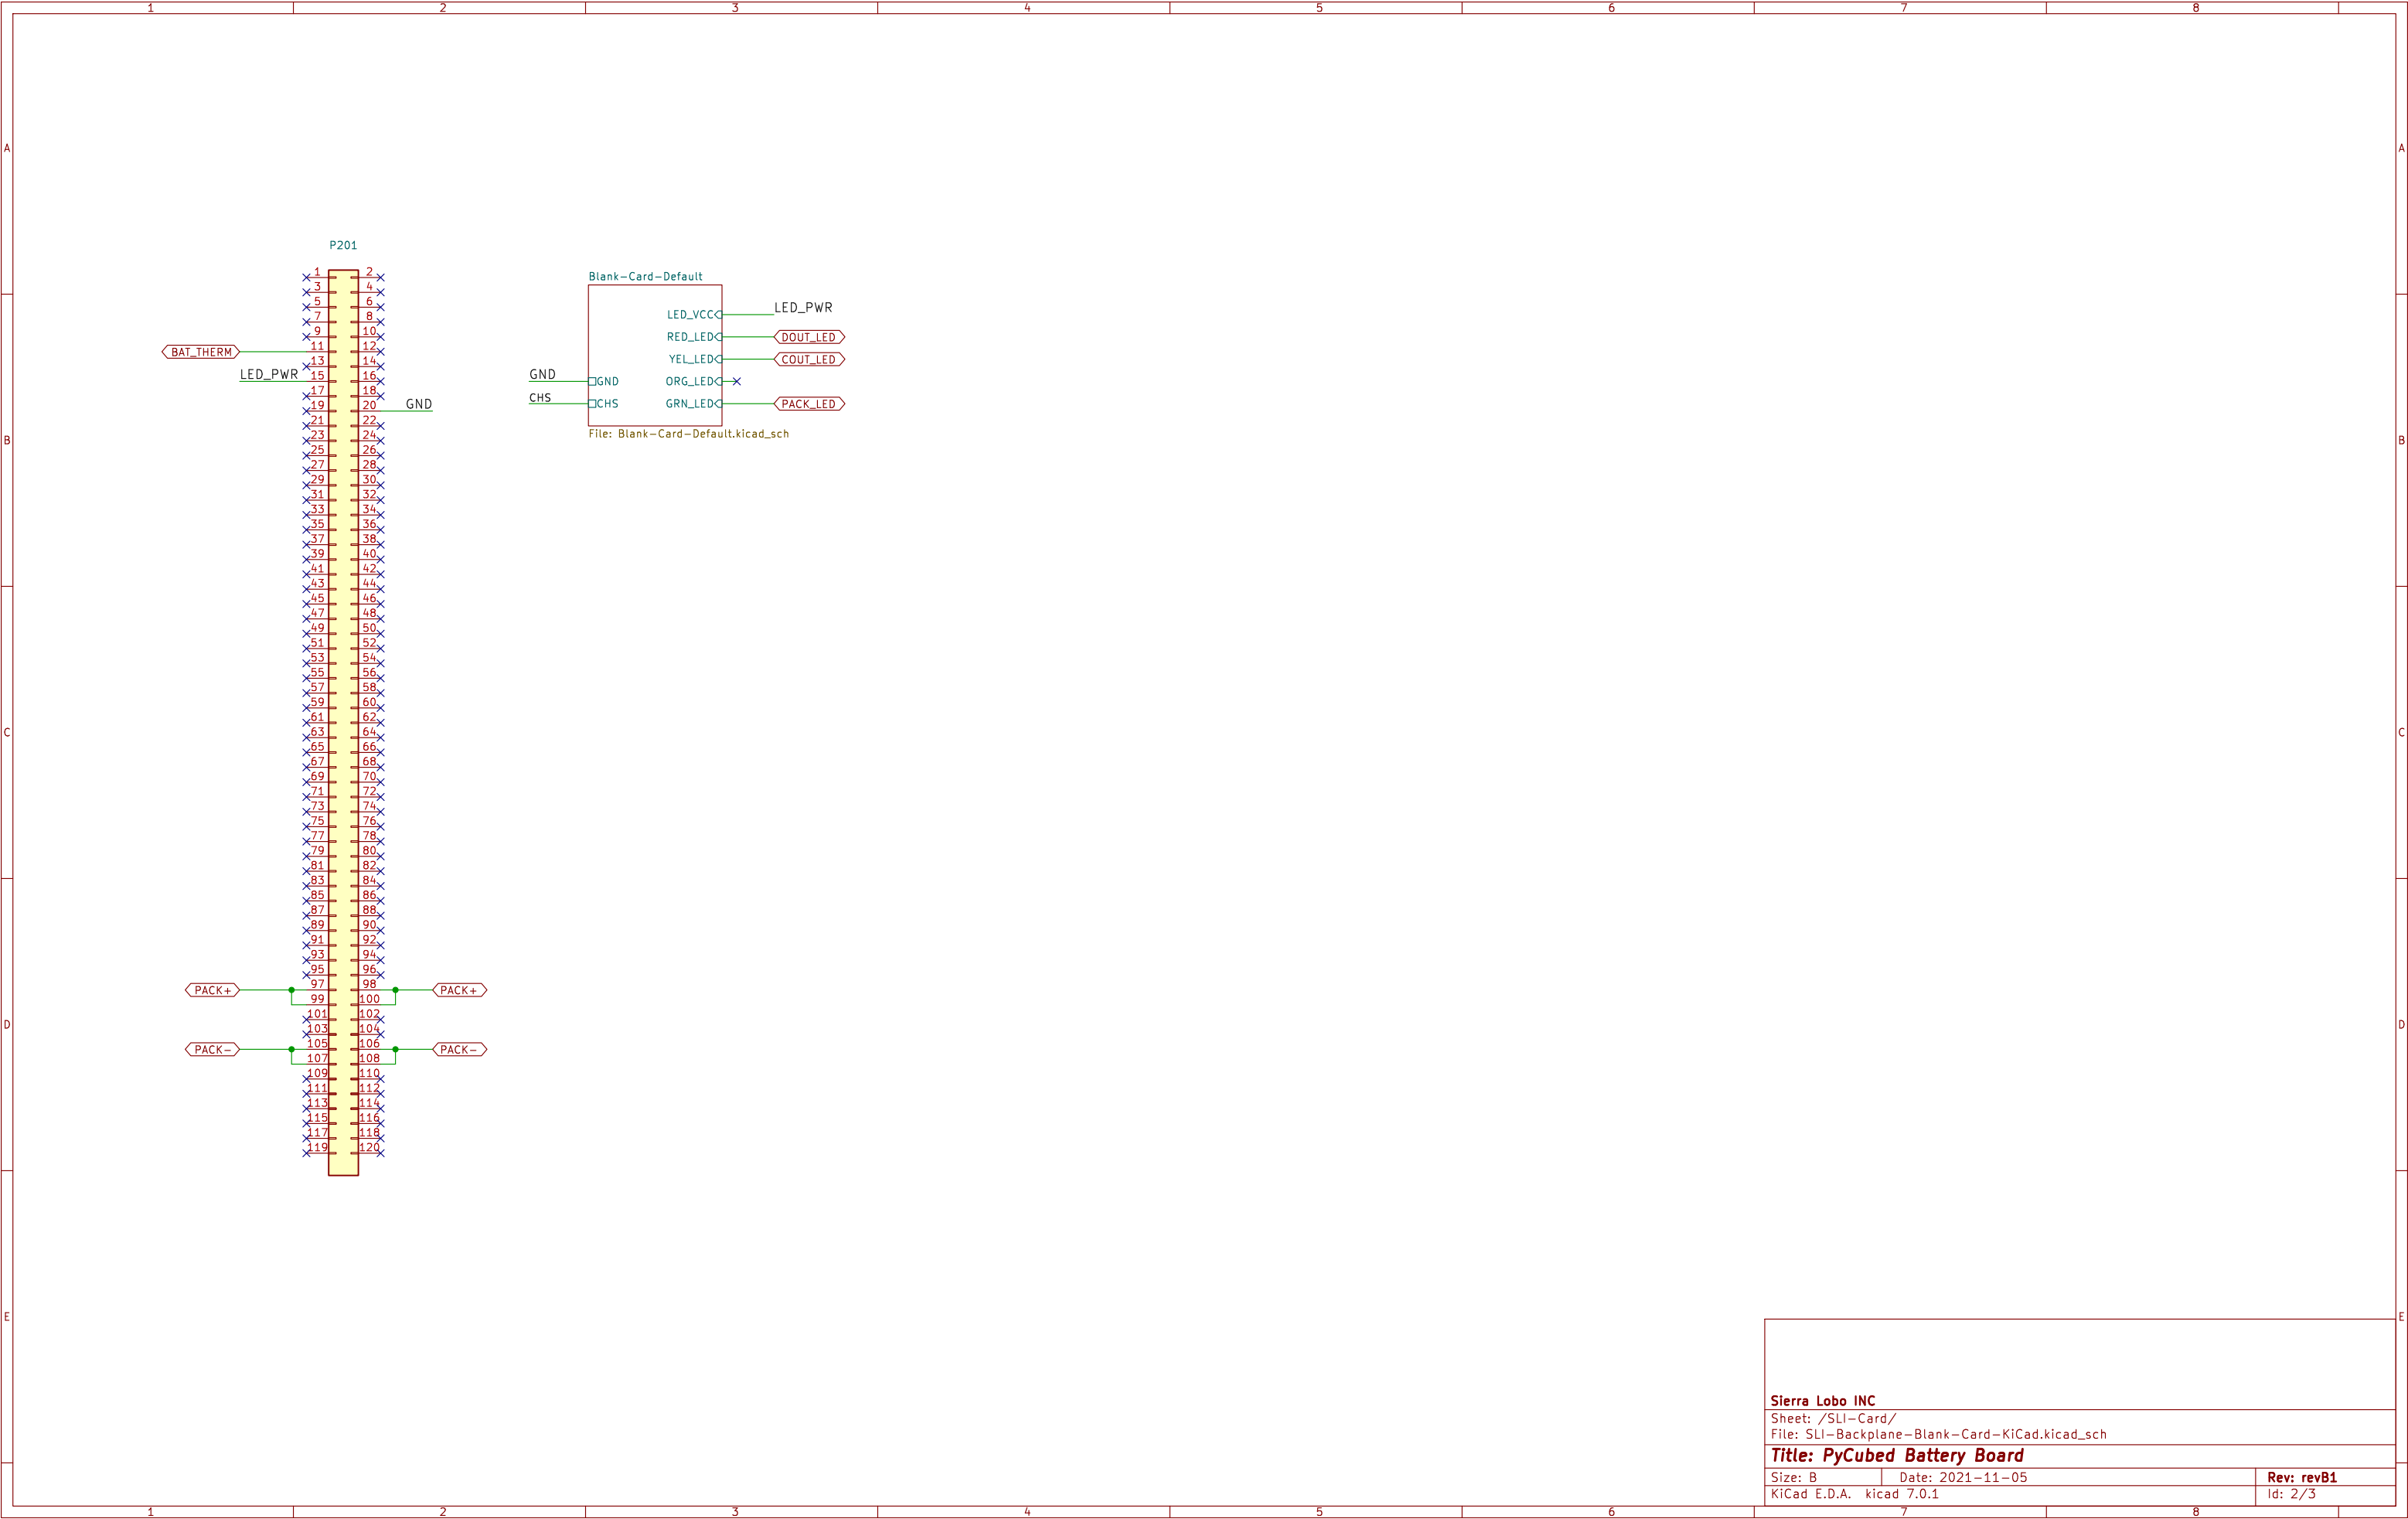 1 2 3 4 5 6 7 8
A A
P201
1 2
3 4
5 6
7 8
9 10
BAT_THERM 11 12
13 14
LED_PWR 15 16
17 18
19 20 GND
21 22
23 24
25 26
27 28
29 30
31 32
33 34
35 36
37 38
39 40
41 42
43 44
45 46
47 48
49 50
51 52
53 54
55 56
57 58
59 60
61 62
63 64
65 66
67 68
69 70
71 72
73 74
75 76
77 78
79 80
81 82
83 84
85 86
87 88
89 90
91 92
93 94
95 96
PACK+ 97 98 PACK+
99 100
101 102
103 104
PACK- 105 106 PACK-
107 108
109 110
111 112
113 114
115 116
117 118
119 120
Blank-Card-Default
LED_VCC LED_PWR
RED_LED DOUT_LED
YEL_LED COUT_LED
GND GND ORG_LED
CHS CHS GRN_LED PACK_LED
File: Blank-Card-Default.kicad_sch
B B
C C
D D
E E
Sierra Lobo INC
Sheet: /SLI-Card/
File: SLI-Backplane-Blank-Card-KiCad.kicad_sch
Title: PyCubed Battery Board
Size: B Date: 2021-11-05 Rev: revB1
KiCad E.D.A. kicad 7.0.1 Id: 2/3
1 2 3 4 5 6 7 8